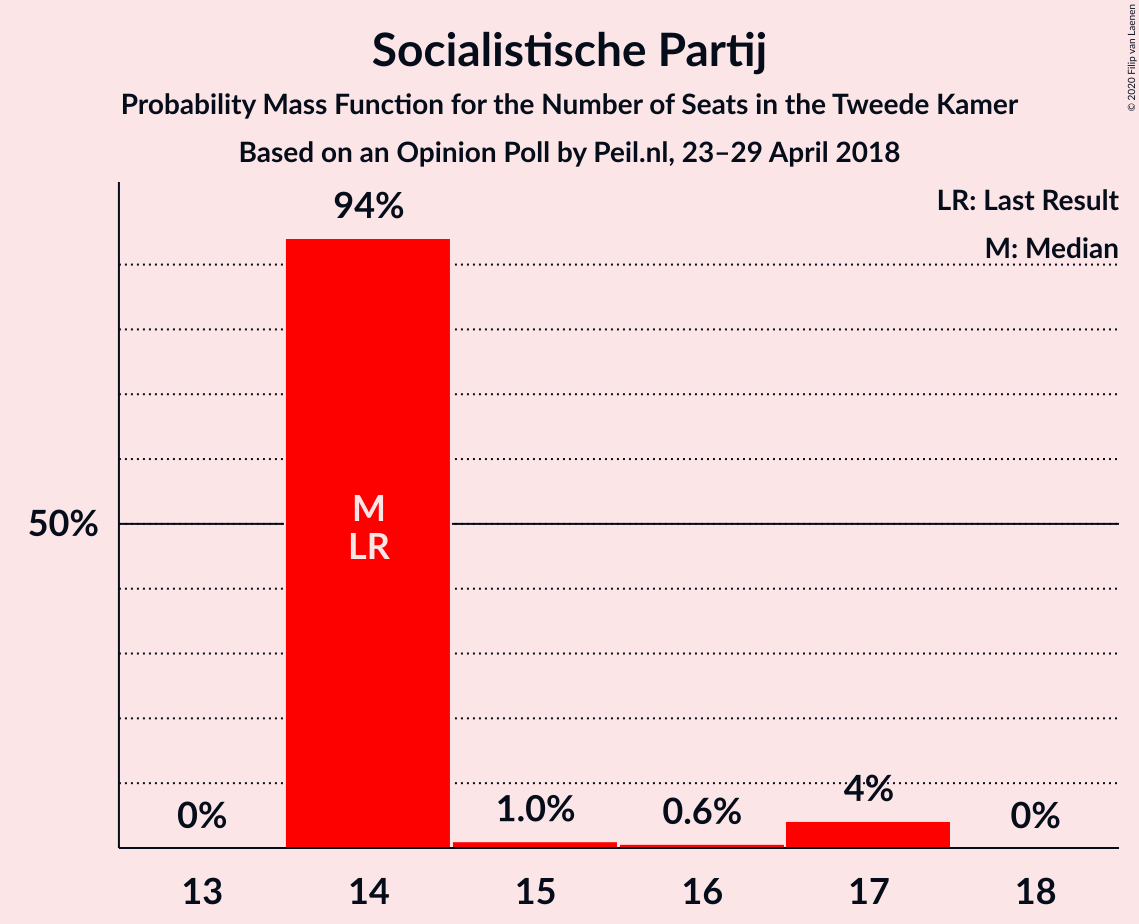 Socialistische Partij
Probability Mass Function for the Number of Seats in the Tweede Kamer
Based on an Opinion Poll by Peil.nl, 23–29 April 2018
© 2020 Filip van Laenen
LR: Last Result
M: Median
50%
0%
94%
1.0%
0.6%
4%
0%
M
LR
13
14
15
16
17
18